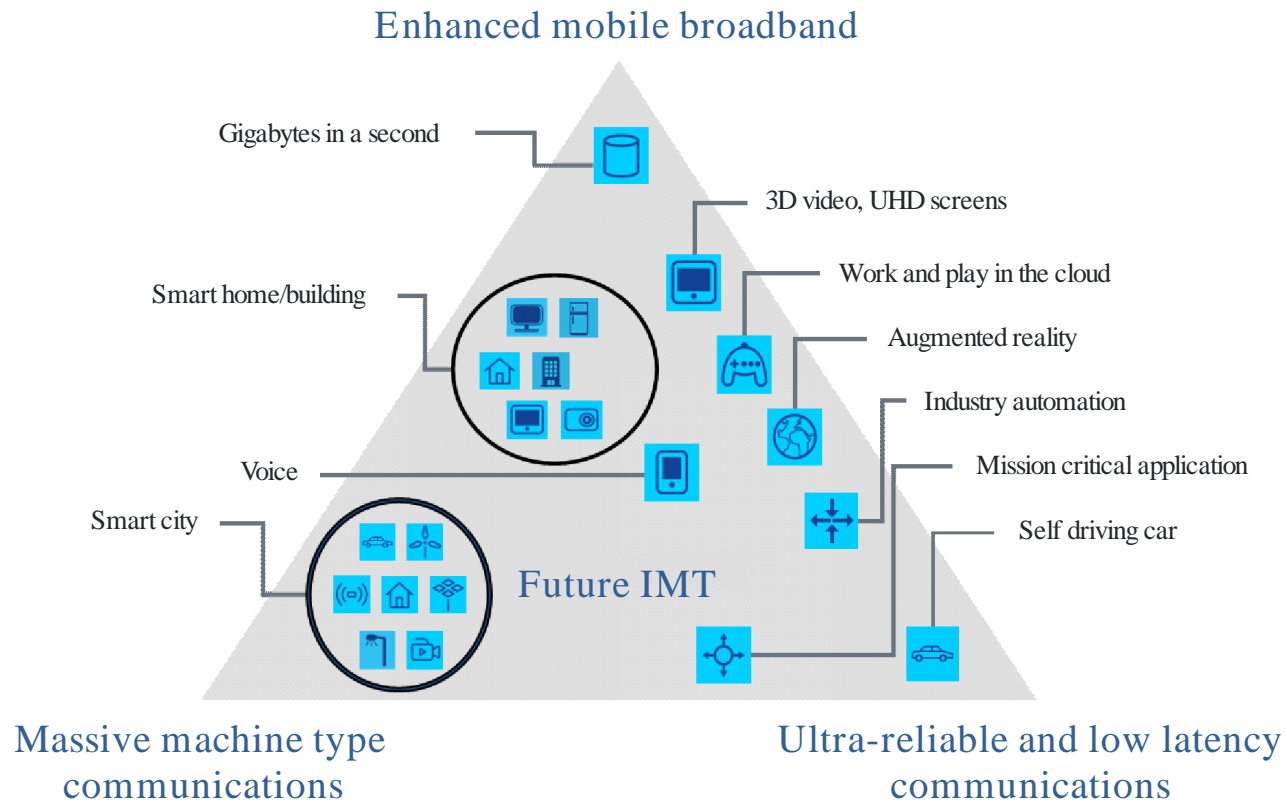 Enhanced mobile broadband
Gigabytes in a second
3D video, UHD screens
Work and play in the cloud
Smart home/building
Augmented reality
Industry automation
Mission critical application
Voice
Smart city
Self driving car
Future IMT
Massive machine type
communications
Ultra-reliable and low latency
communications